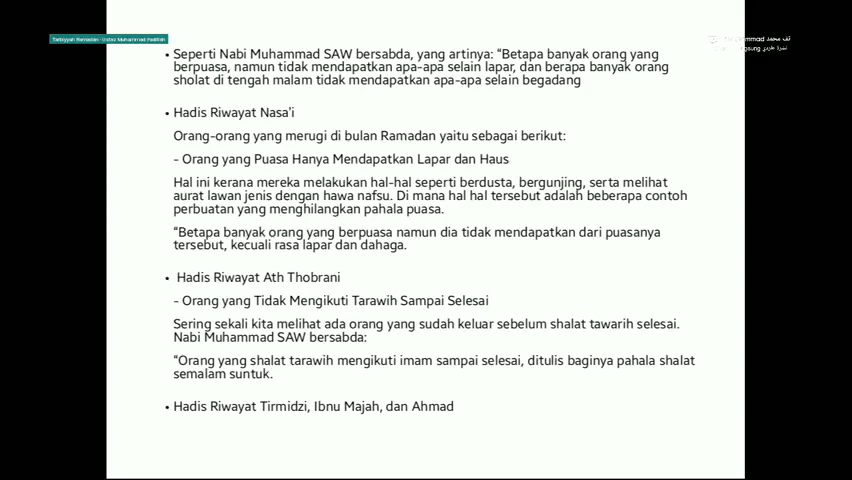 Tarbiyyah Ramadan - Ustaz Muhammad Fadlilah
• Seperti Nabi Muhammad SAW bersabda, yang artinya: “Betapa banyak orang yang
berpuasa, namun tidak mendapatkan apa-apa selain lapar, dan berapa banyak orang
sholat di tengah malam tidak mendapatkan apa-apa selain begadang
• Hadis Riwayat Nasa'i
Orang-orang yang merugi di bulan Ramadan yaitu sebagai berikut:
- Orang yang Puasa Hanya Mendapatkan Lapar dan Haus
Hal ini kerana mereka melakukan hal-hal seperti berdusta, bergunjing, serta melihat
aurat lawan jenis dengan hawa nafsu. Di mana hal hal tersebut adalah beberapa contoh
perbuatan yang menghilangkan pahala puasa.
“Betapa banyak orang yang berpuasa namun dia tidak mendapatkan dari puasanya
tersebut, kecuali rasa lapar dan dahaga.
• Hadis Riwayat Ath Thobrani
- Orang yang Tidak Mengikuti Tarawih Sampai Selesai
Sering sekali kita melihat ada orang yang sudah keluar sebelum shalat tawarih selesai.
Nabi Muhammad SAW bersabda:
“Orang yang shalat tarawih mengikuti imam sampai selesai, ditulis baginya pahala shalat
semalam suntuk.
• Hadis Riwayat Tirmidzi, Ibnu Majah, dan Ahmad